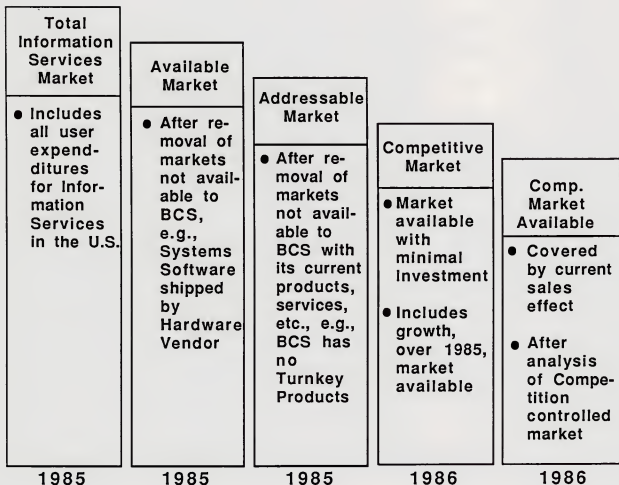 Total
Information
Services
Market
● Includes
all user
expend-
ditures
for Infor-
mation
Services
in the U.S.
1985
Available
Market
● After re-
moval of
markets
not avail-
able to
BCS,
e.g.,
Systems
Software
shipped
by
Hardware
Vendor
1985
Addressable
Market
● After re-
moval of
markets
not avail-
able to
BCS with
its current
products,
services,
etc., e.g.,
BCS has
no
Turnkey
Products
1985
Competitive
Market
● Market
available
with
minimal
Investment
● Includes
growth,
over 1985,
market
available
1986
Comp.
Market
Available
● Covered
by current
sales
effect
● After
analysis
of Compe-
tition
controlled
market
1986